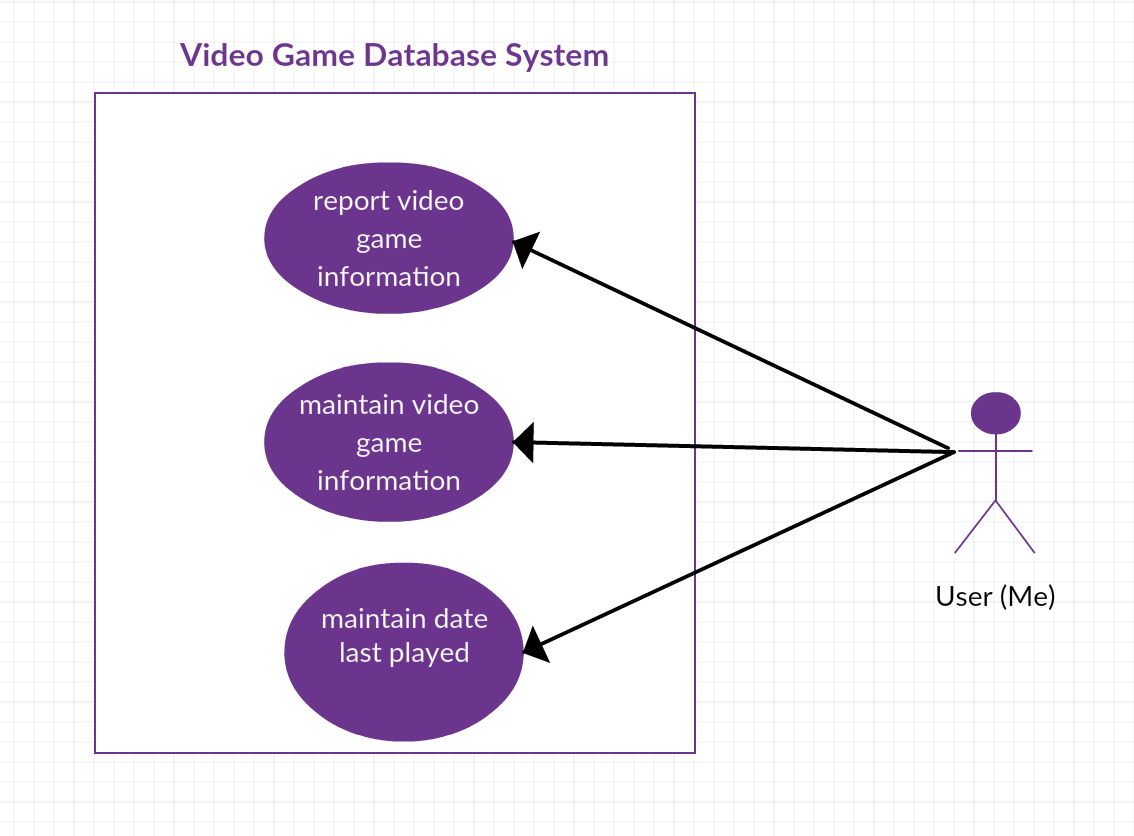 Video Game Database System
report video
game
information
maintain video
game
information
maintain date
last played
User (Me)